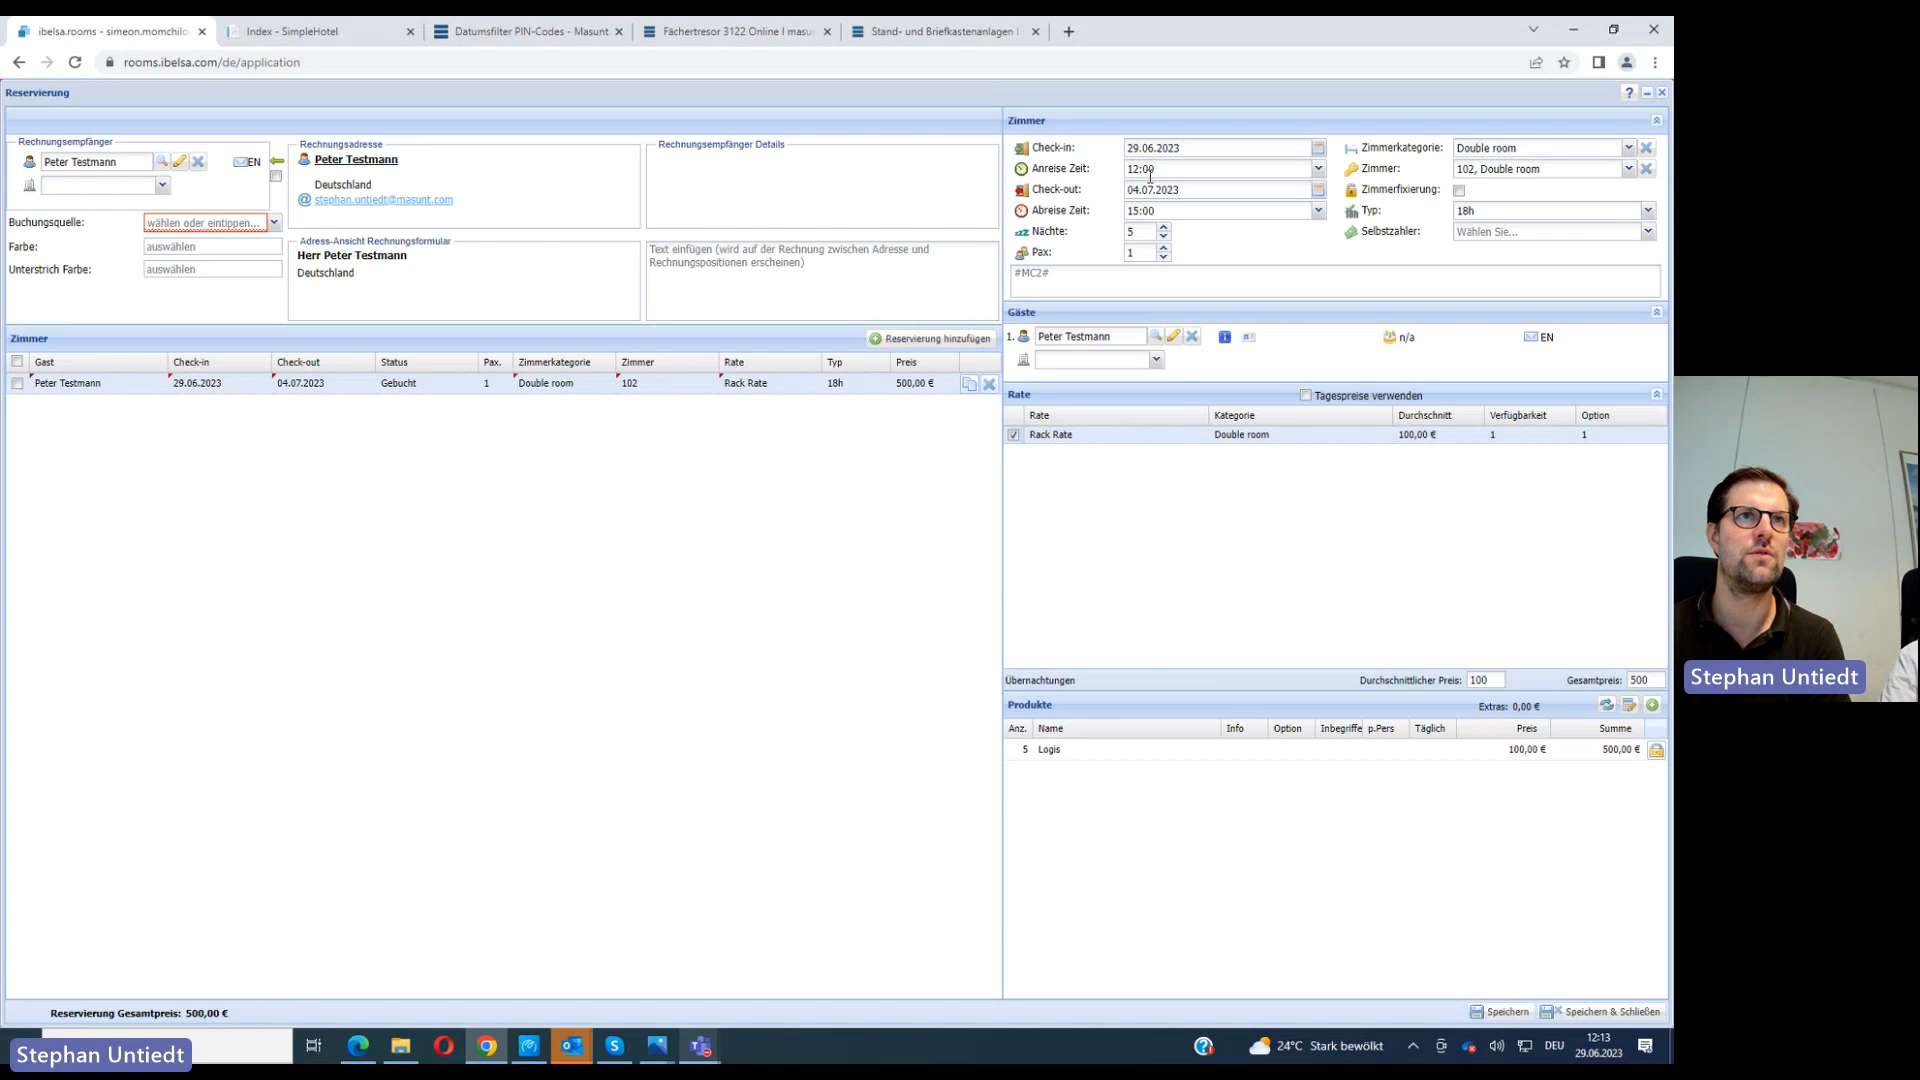 ibelsa.rooms - simeon.momchilo
Index - SimpleHotel
Datumsfilter PIN-Codes - Masunt
Fächertresor 3122 Online I masun
Stand- und Briefkastenanlagen I
rooms.ibelsa.com/de/application
Reservierung
Rechnungsempfänger
Peter Testmann
EN
Buchungsquelle:
wählen oder eintippen...
Farbe:
auswählen
Unterstrich Farbe:
auswählen
Rechnungsadresse
Peter Testmann
Deutschland
stephan.untiedt@masunt.com
Adress-Ansicht Rechnungsformular
Herr Peter Testmann
Deutschland
Rechnungsempfänger Details
Text einfügen (wird auf der Rechnung zwischen Adresse und
Rechnungspositionen erscheinen)
Zimmer
Reservierung hinzufügen
Gast Check-in Check-out Status Pax. Zimmerkategorie Zimmer Rate Typ Preis
Peter Testmann 29.06.2023 04.07.2023 Gebucht 1 Double room 102 Rack Rate 18h 500,00 €
Reservierung Gesamtpreis: 500,00 €
Zimmer
Check-in: 29.06.2023 Zimmerkategorie: Double room
Anreise Zeit: 12:00 Zimmer: 102, Double room
Check-out: 04.07.2023 Zimmerfixierung:
Abreise Zeit: 15:00 Typ: 18h
Nächte: 5 Selbstzahler: Wählen Sie...
Pax: 1
#MC2#
Gäste
1. Peter Testmann n/a EN
Rate Tagespreise verwenden
Rate Kategorie Durchschnitt Verfügbarkeit Option
Rack Rate Double room 100,00 € 1 1
Übernachtungen Durchschnittlicher Preis: 100 Gesamtpreis: 500
Produkte Extras: 0,00 €
Anz. Name Info Option Inbegriffe p.Pers Täglich Preis Summe
5 Logis 100,00 € 500,00 €
Speichern Speichern & Schließen
Stephan Untiedt
Stephan Untiedt
24°C Stark bewölkt
DEU
12:13
29.06.2023